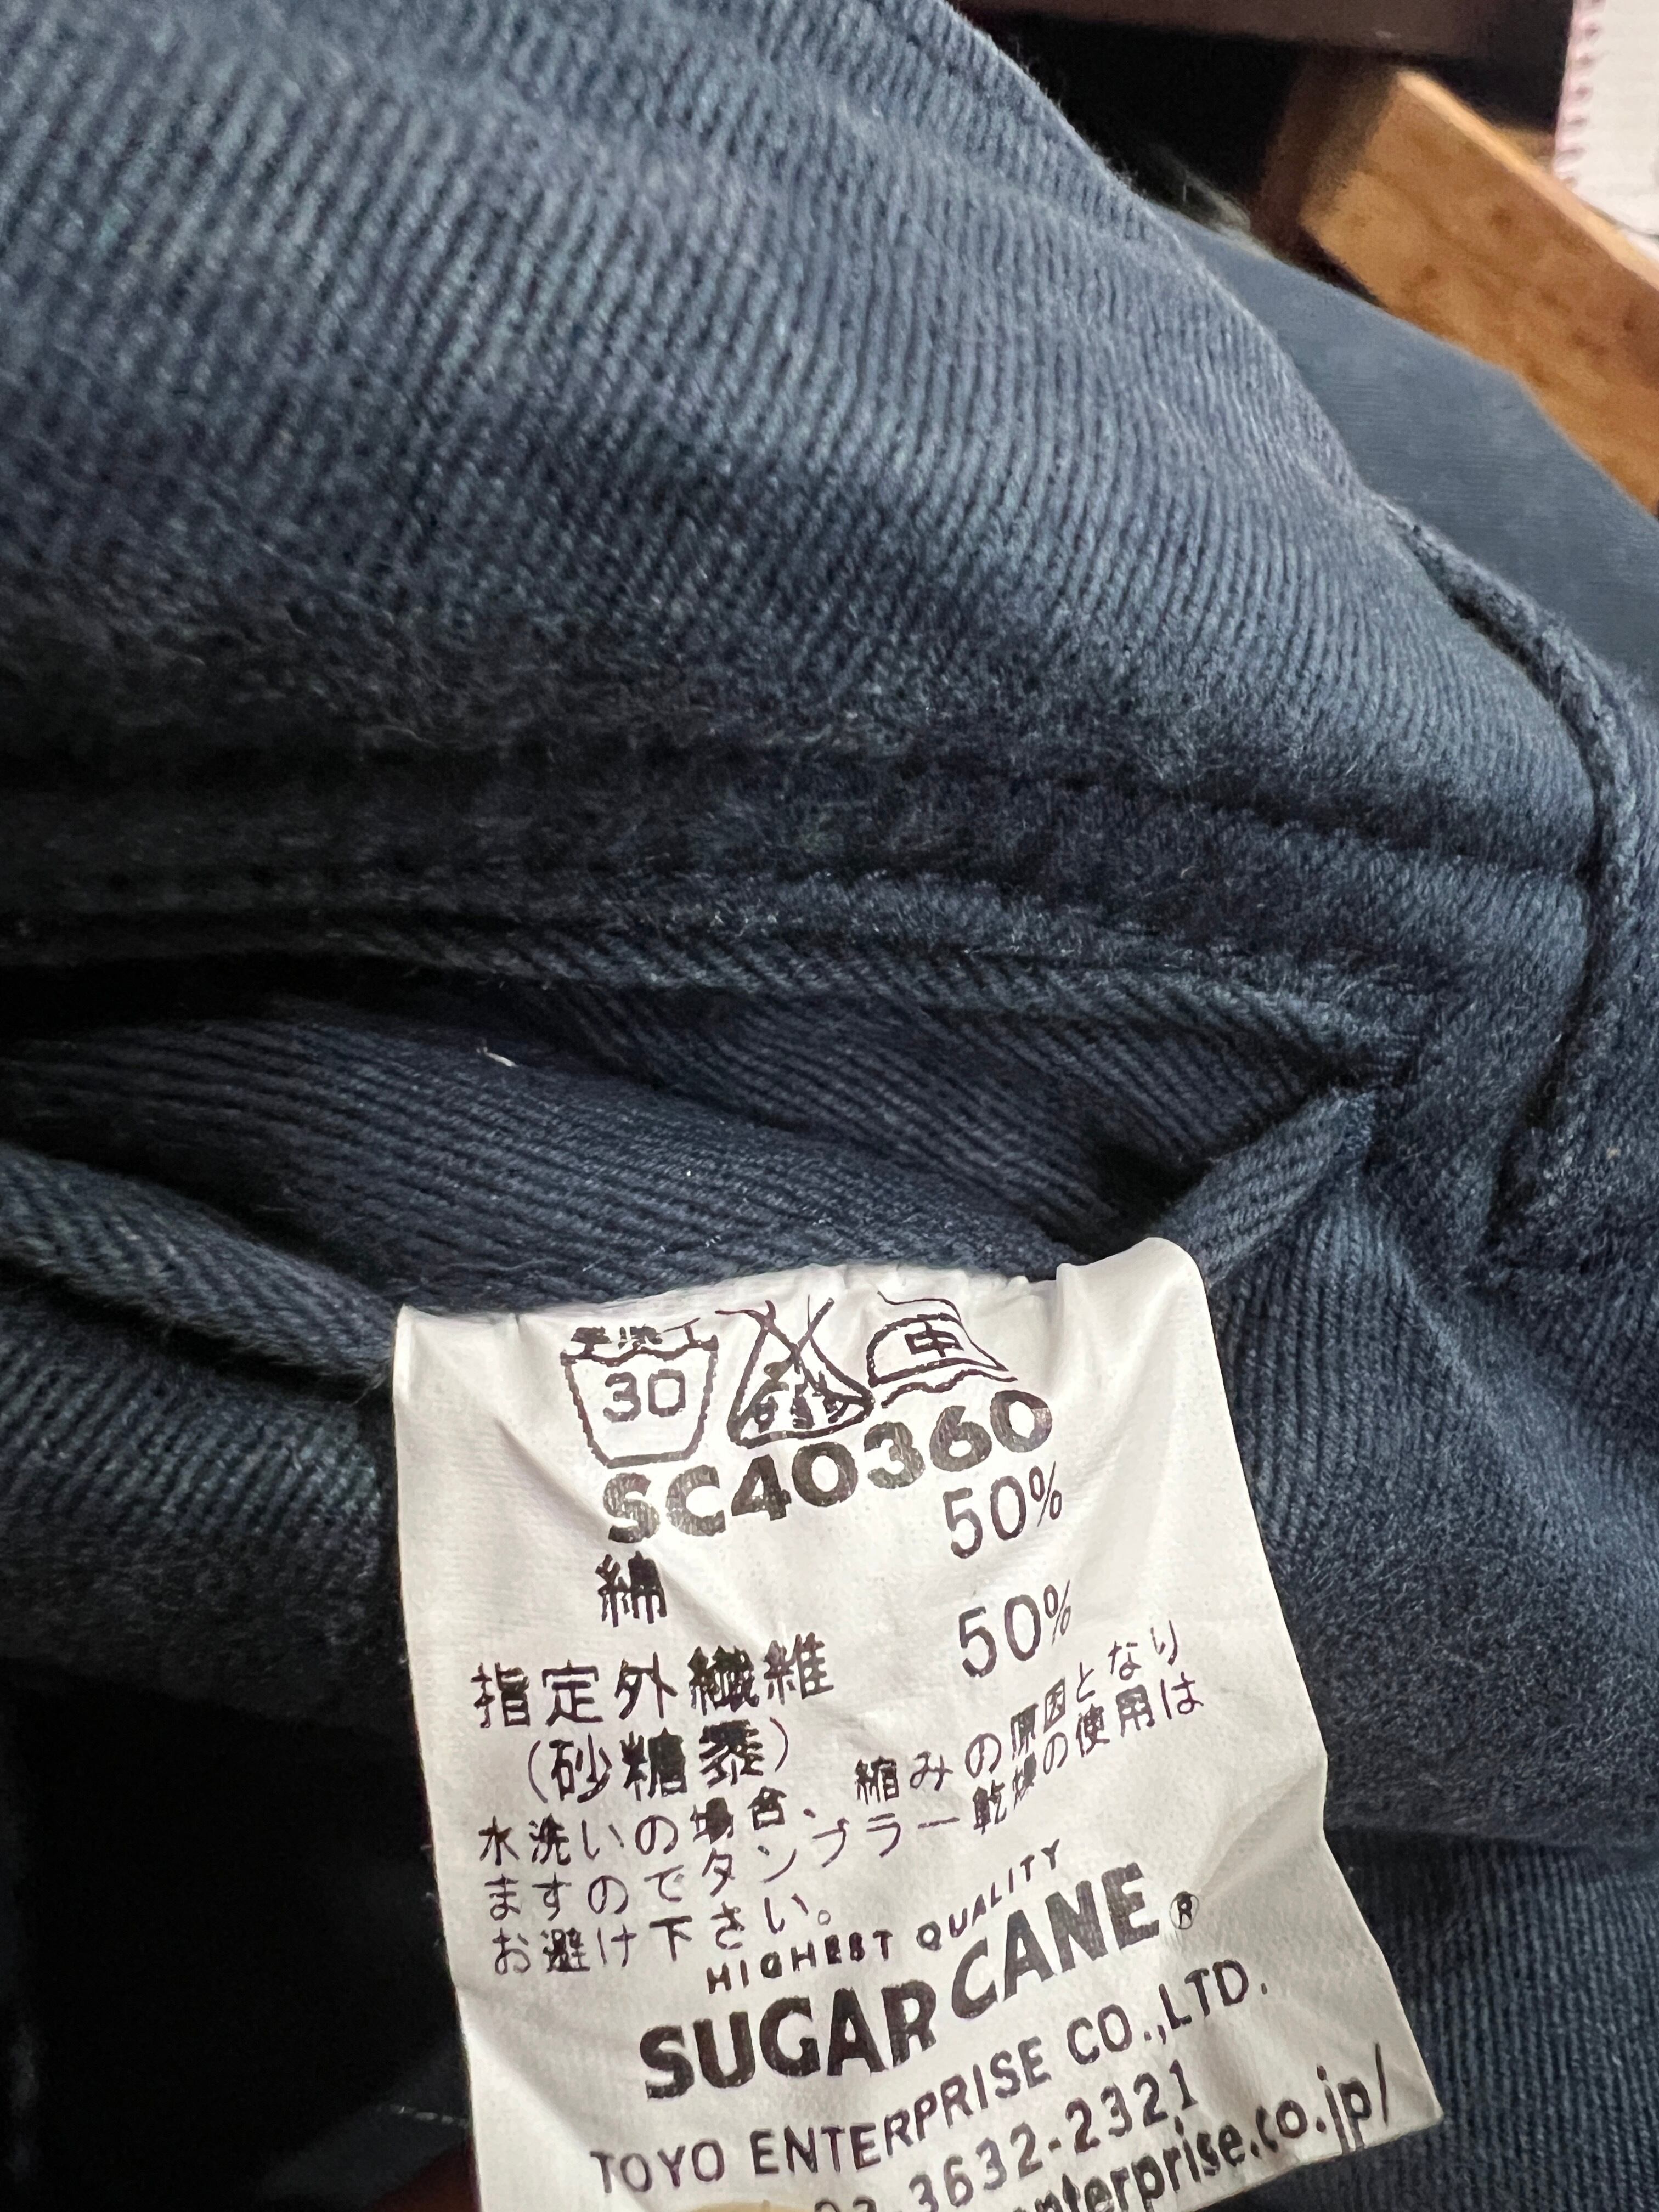 手洗イ
30
中
SC40360
綿 50%
指定外繊維 50%
(砂糖黍)
水洗いの場合、縮みの原因となり
ますのでタンブラー乾燥の使用は
お避け下さい。
HIGHEST QUALITY
SUGAR CANE®
TOYO ENTERPRISE CO.,LTD.
3632-2321
enterprise.co.jp/